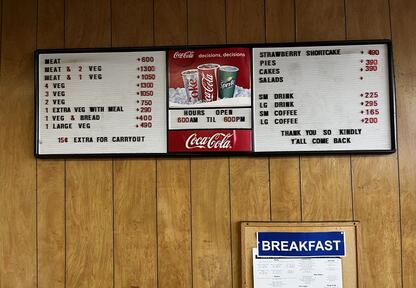 MEAT +600
MEAT & 2 VEG +1300
MEAT & 1 VEG +1050
4 VEG +1300
3 VEG +1050
2 VEG +750
1 EXTRA VEG WITH MEAL +290
1 VEG & BREAD +400
1 LARGE VEG +490
15¢ EXTRA FOR CARRYOUT
Coca-Cola decisions, decisions.
Coca-Cola
HOURS OPEN
600AM TIL 600PM
Coca-Cola
STRAWBERRY SHORTCAKE +490
PIES +390
CAKES +390
SALADS
SM DRINK +225
LG DRINK +295
SM COFFEE +165
LG COFFEE +200
THANK YOU SO KINDLY
Y'ALL COME BACK
BREAKFAST